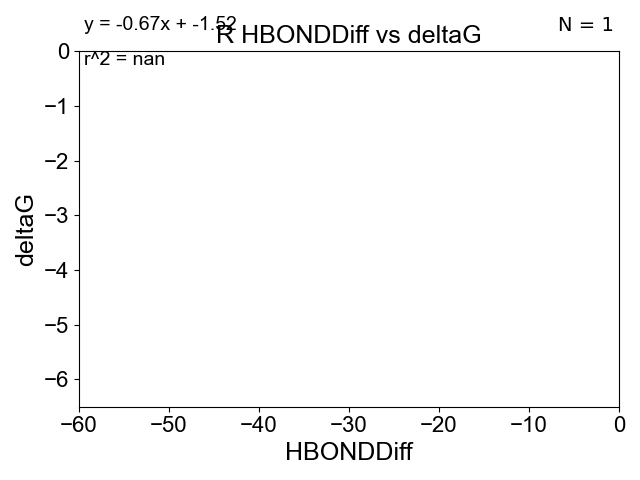 y = -0.67x + -1.52
R HBONDDiff vs deltaG
N = 1
r^2 = nan
0
−1
−2
−3
−4
−5
−6
deltaG
−60 −50 −40 −30 −20 −10 0
HBONDDiff